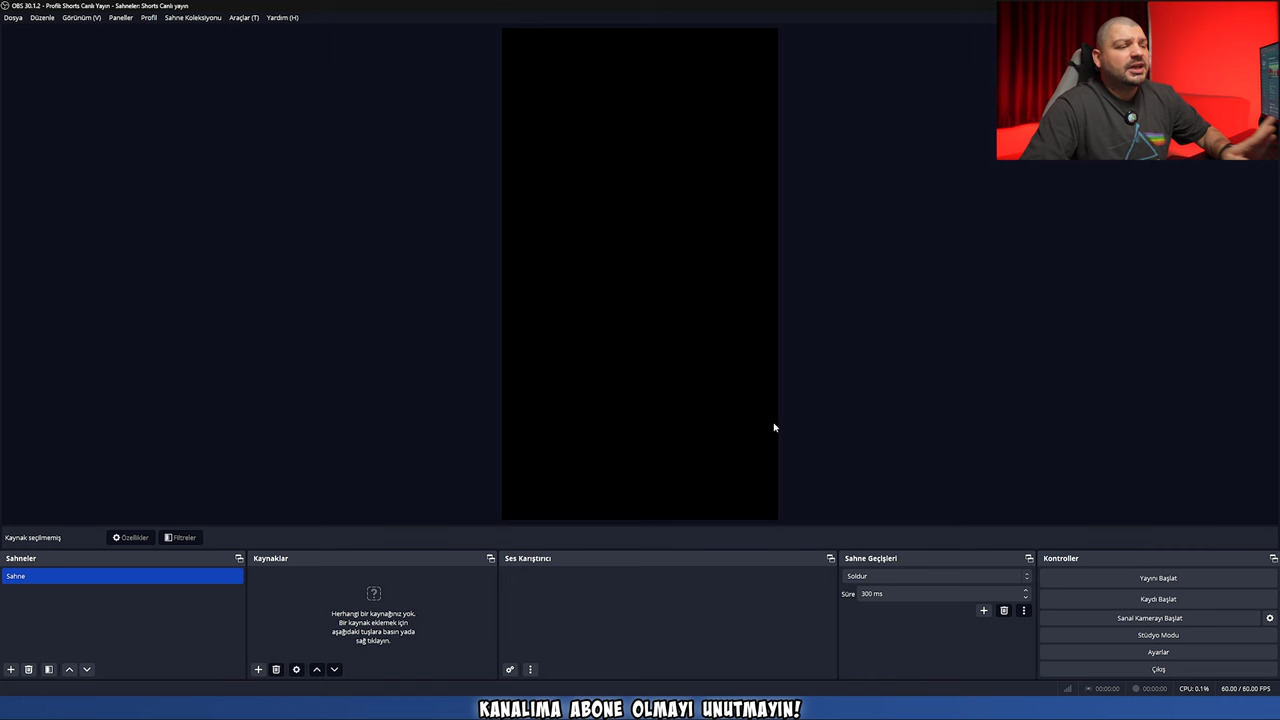 OBS 30.1.2 - Profil: Shorts Canlı Yayın - Sahneler: Shorts Canlı yayın
Dosya Düzenle Görünüm (V) Paneller Profil Sahne Koleksiyonu Araçlar (T) Yardım (H)
Kaynak seçilmemiş Özellikler Filtreler
Sahneler Kaynaklar Ses Karıştırıcı Sahne Geçişleri Kontroller
Sahne
Herhangi bir kaynağınız yok.
Bir kaynak eklemek için
aşağıdaki tuşlara basın yada
sağ tıklayın.
Soldur
Süre 300 ms
Yayını Başlat
Kaydı Başlat
Sanal Kamerayı Başlat
Stüdyo Modu
Ayarlar
Çıkış
00:00:00 00:00:00 CPU: 0.1% 60.00 / 60.00 FPS
KANALIMA ABONE OLMAYI UNUTMAYIN!